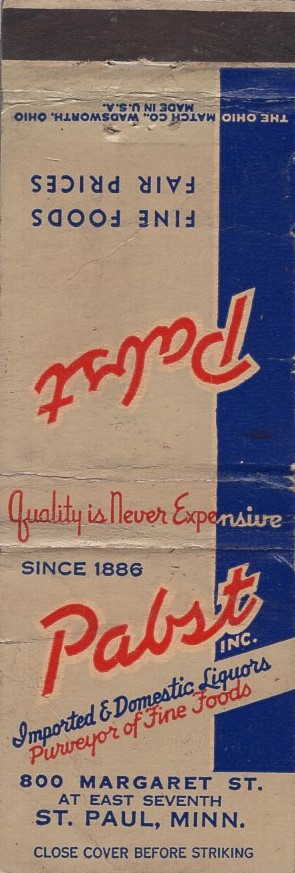 THE OHIO MATCH CO., WADSWORTH, OHIO
MADE IN U.S.A.
FINE FOODS
FAIR PRICES
Pabst
Quality is Never Expensive
SINCE 1886
Pabst
INC.
Imported & Domestic Liquors
Purveyor of Fine Foods
800 MARGARET ST.
AT EAST SEVENTH
ST. PAUL, MINN.
CLOSE COVER BEFORE STRIKING